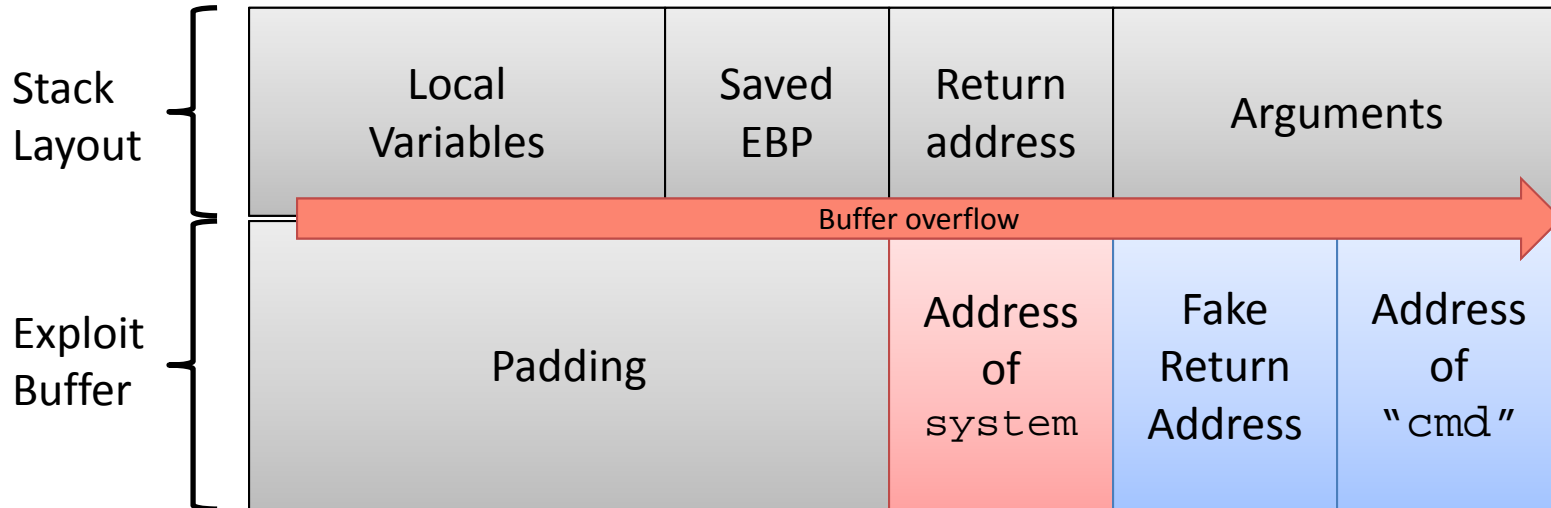 Stack
Layout
Local
Variables
Saved
EBP
Return
address
Arguments
Buffer overflow
Exploit
Buffer
Padding
Address
of
system
Fake
Return
Address
Address
of
“cmd”